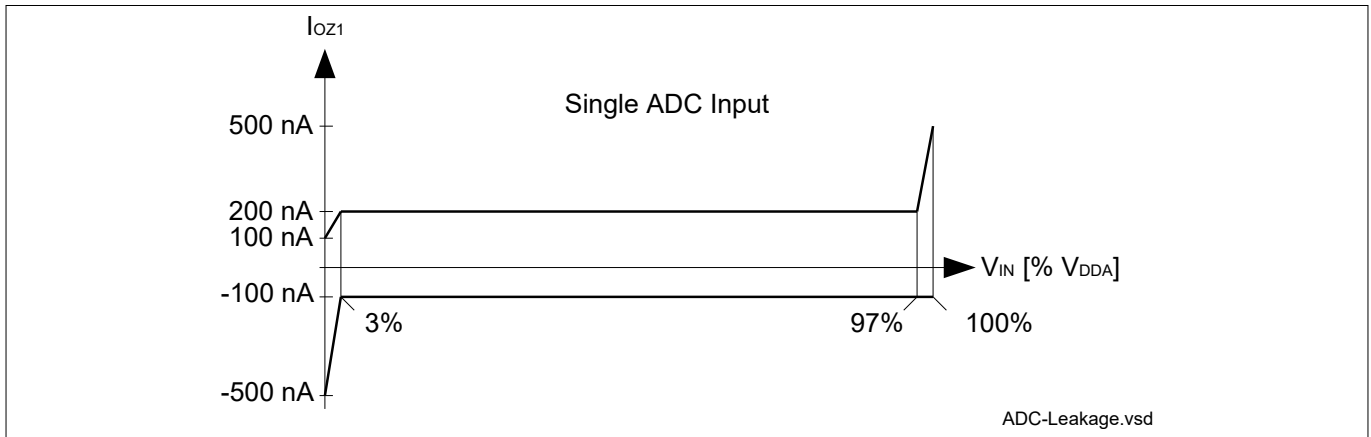 IOZ1
Single ADC Input
500 nA
200 nA
100 nA
VIN [% VDDA]
-100 nA
3%
97%
100%
-500 nA
ADC-Leakage.vsd